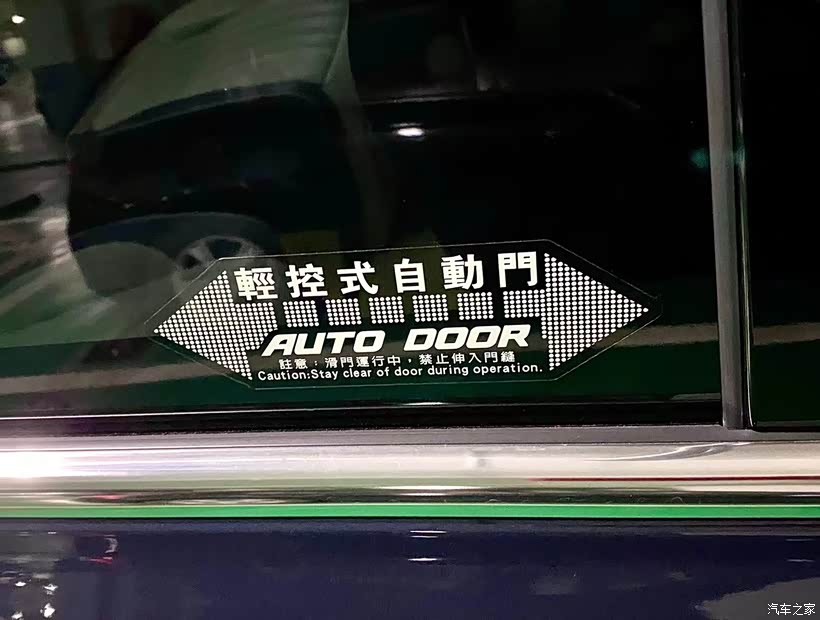 輕控式自動門
AUTO DOOR
註意：滑門運行中，禁止伸入門縫
Caution:Stay clear of door during operation.
汽车之家